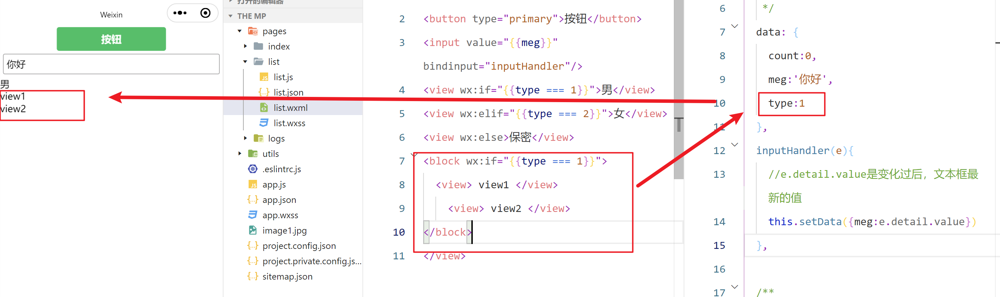 Weixin
按钮
你好
男
view1
view2
打开的编辑器
THE MP
pages
index
list
list.js
list.json
list.wxml
list.wxss
logs
utils
.eslintrc.js
app.js
app.json
app.wxss
image1.jpg
project.config.json
project.private.config.js...
sitemap.json
2 <button type="primary">按钮</button>
3 <input value="{{meg}}"
bindinput="inputHandler"/>
4 <view wx:if="{{type === 1}}">男</view>
5 <view wx:elif="{{type === 2}}">女</view>
6 <view wx:else>保密</view>
7 <block wx:if="{{type === 1}}">
8 <view> view1 </view>
9 <view> view2 </view>
10 </block>
11 </view>
6 */
7 data: {
8 count:0,
9 meg:'你好',
10 type:1
11 },
12 inputHandler(e){
13 //e.detail.value是变化过后，文本框最
新的值
14 this.setData({meg:e.detail.value})
15 },
16
17 /**